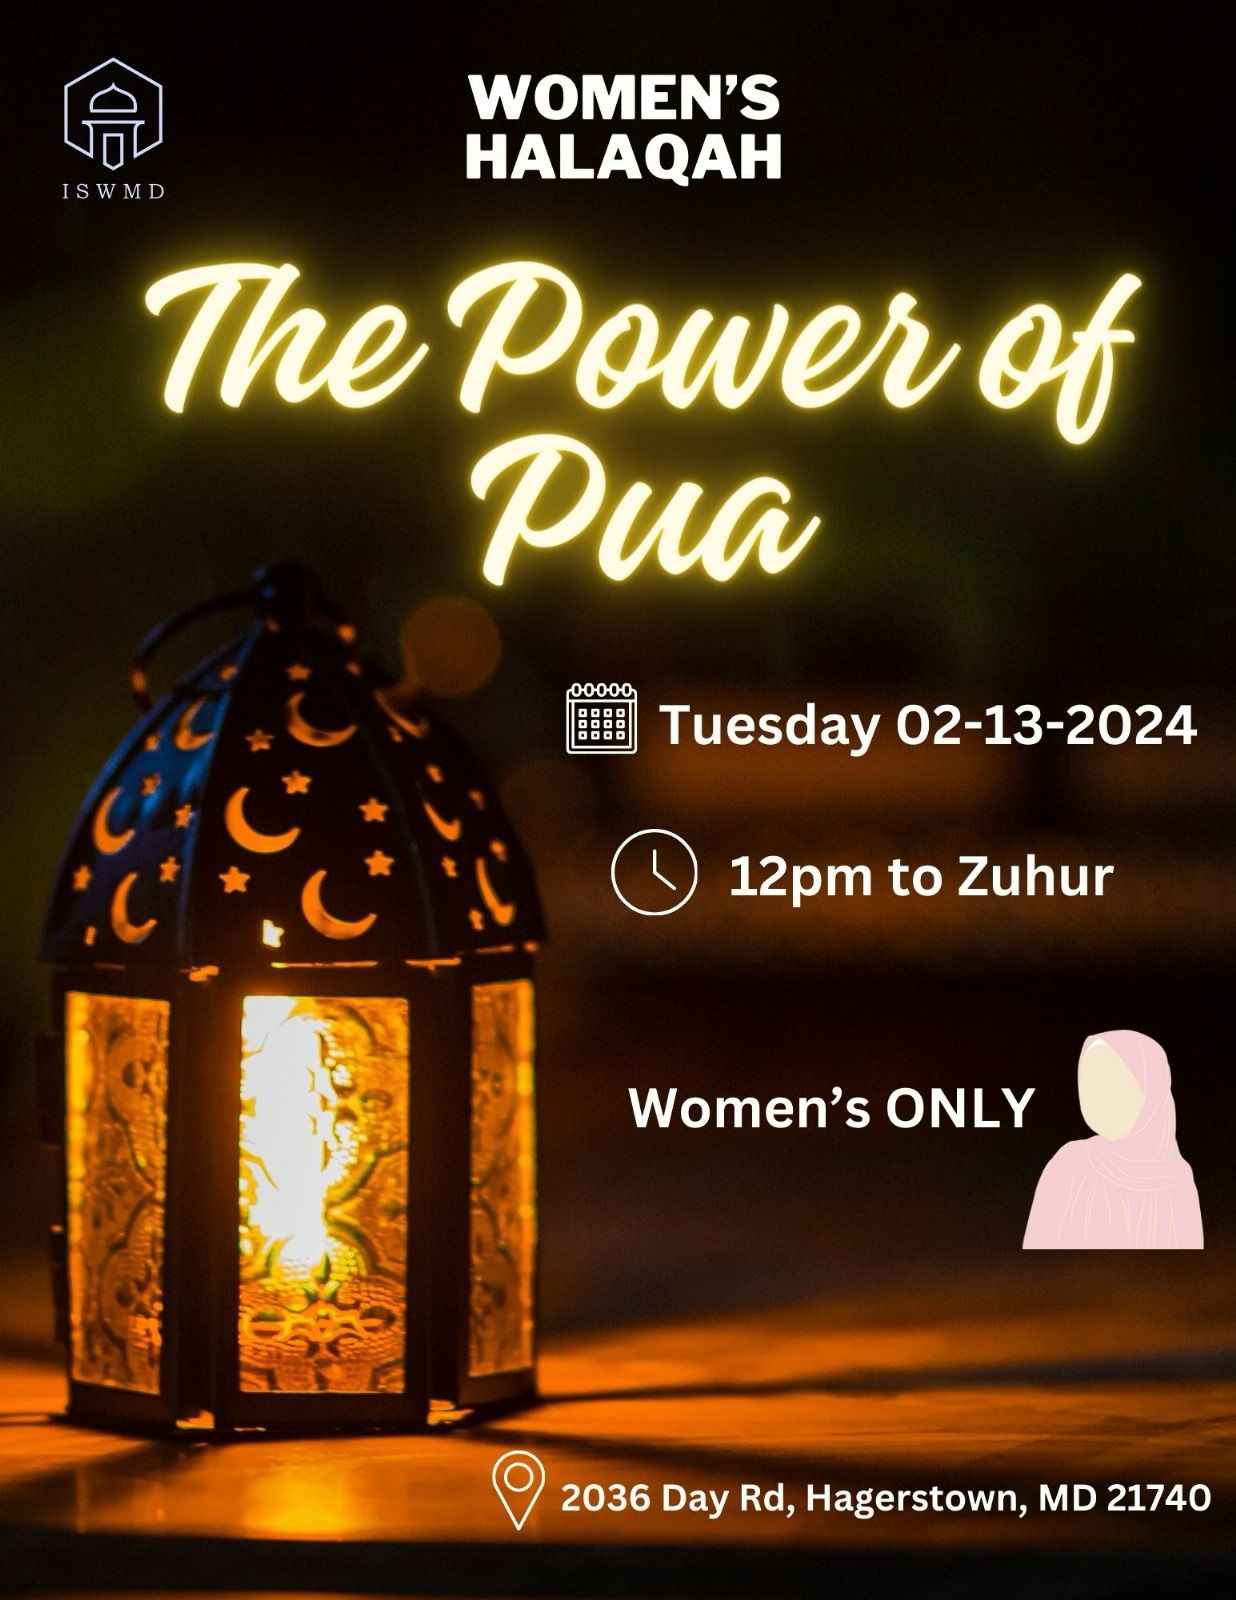 ISWMD
WOMEN'S
HALAQAH
The Power of
Pua
Tuesday 02-13-2024
12pm to Zuhur
Women's ONLY
2036 Day Rd, Hagerstown, MD 21740